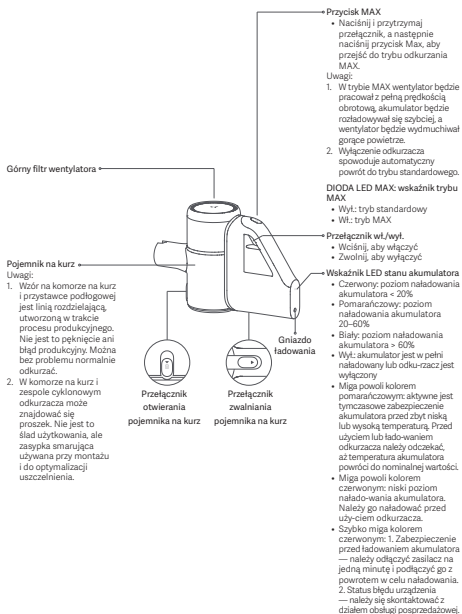 Górny filtr wentylatora
Pojemnik na kurz
Uwagi:
1. Wzór na komorze na kurz
i przystawce podłogowej
jest linią rozdzielającą,
utworzoną w trakcie
procesu produkcyjnego.
Nie jest to pęknięcie ani
błąd produkcyjny. Można
bez problemu normalnie
odkurzać.
2. W komorze na kurz i
zespole cyklonowym
odkurzacza może
znajdować się
proszek. Nie jest to
ślad użytkowania, ale
zasypka smarująca
używana przy montażu
i do optymalizacji
uszczelnienia.
Przełącznik
otwierania
pojemnika na kurz
Przełącznik
zwalniania
pojemnika na kurz
Gniazdo
ładowania
Przycisk MAX
• Naciśnij i przytrzymaj
przełącznik, a następnie
naciśnij przycisk Max, aby
przejść do trybu odkurzania
MAX.
Uwagi:
1. W trybie MAX wentylator będzie
pracował z pełną prędkością
obrotową, akumulator będzie
rozładowywał się szybciej, a
wentylator będzie wydmuchiwał
gorące powietrze.
2. Wyłączenie odkurzacza
spowoduje automatyczny
powrót do trybu standardowego.
DIODA LED MAX: wskaźnik trybu
MAX
• Wył.: tryb standardowy
• Wł.: tryb MAX
Przełącznik wł./wył.
• Wciśnij, aby włączyć
• Zwolnij, aby wyłączyć
Wskaźnik LED stanu akumulatora
• Czerwony: poziom naładowania
akumulatora < 20%
• Pomarańczowy: poziom
naładowania akumulatora
20–60%
• Biały: poziom naładowania
akumulatora > 60%
• Wył.: akumulator jest w pełni
naładowany lub odku-rzacz jest
wyłączony
• Miga powoli kolorem
pomarańczowym: aktywne jest
tymczasowe zabezpieczenie
akumulatora przed zbyt niską
lub wysoką temperaturą. Przed
użyciem lub łado-waniem
odkurzacza należy odczekać,
aż temperatura akumulatora
powróci do nominalnej wartości.
• Miga powoli kolorem
czerwonym: niski poziom
nałado-wania akumulatora.
Należy go naładować przed
uży-ciem odkurzacza.
• Szybko miga kolorem
czerwonym: 1. Zabezpieczenie
przed ładowaniem akumulatora
— należy odłączyć zasilacz na
jedną minutę i podłączyć go z
powrotem w celu naładowania.
2. Status błędu urządzenia
— należy się skontaktować z
działem obsługi posprzedażowej.